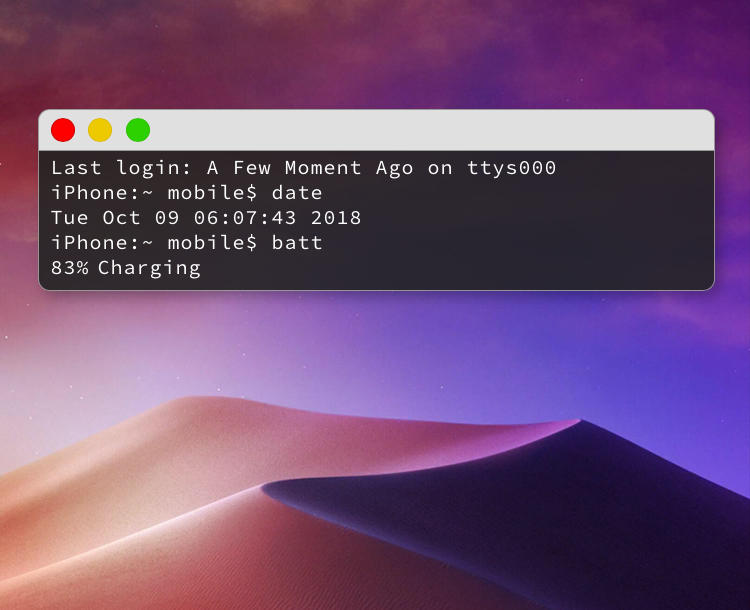 Last login: A Few Moment Ago on ttys000
iPhone:~ mobile$ date
Tue Oct 09 06:07:43 2018
iPhone:~ mobile$ batt
83% Charging